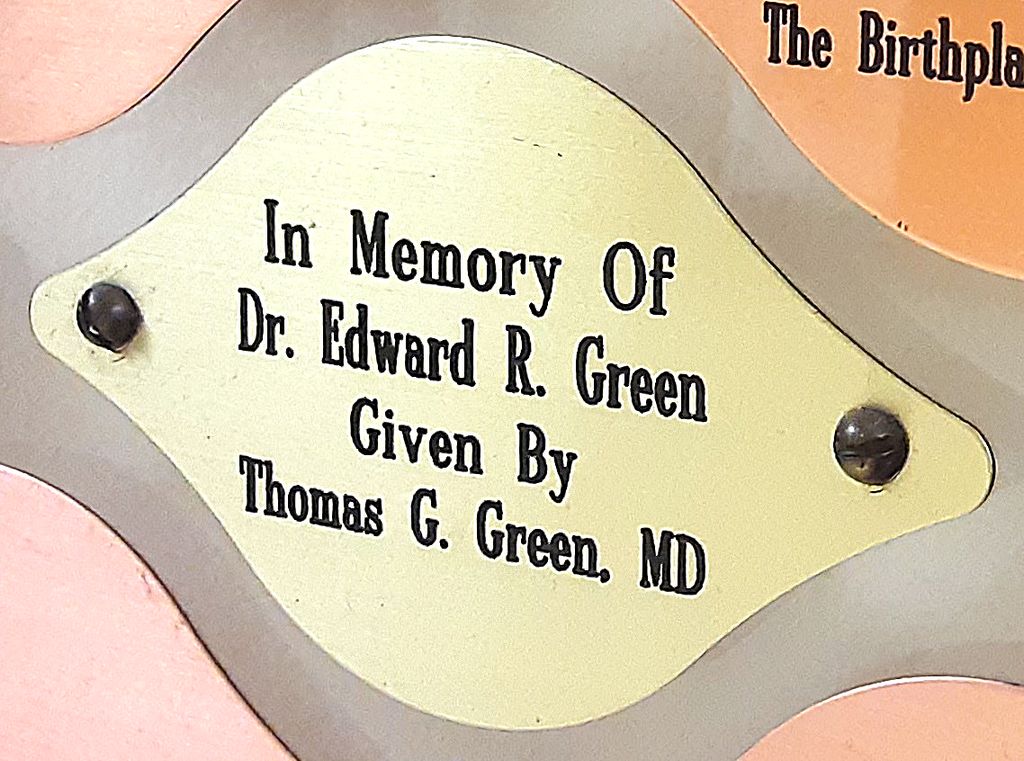 The Birthpla
In Memory Of
Dr. Edward R. Green
Given By
Thomas G. Green, MD